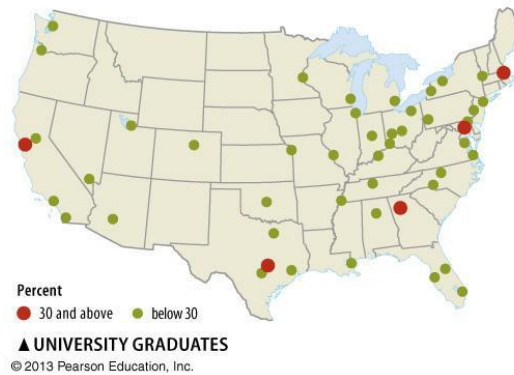 Percent
30 and above below 30
▲ UNIVERSITY GRADUATES
© 2013 Pearson Education, Inc.